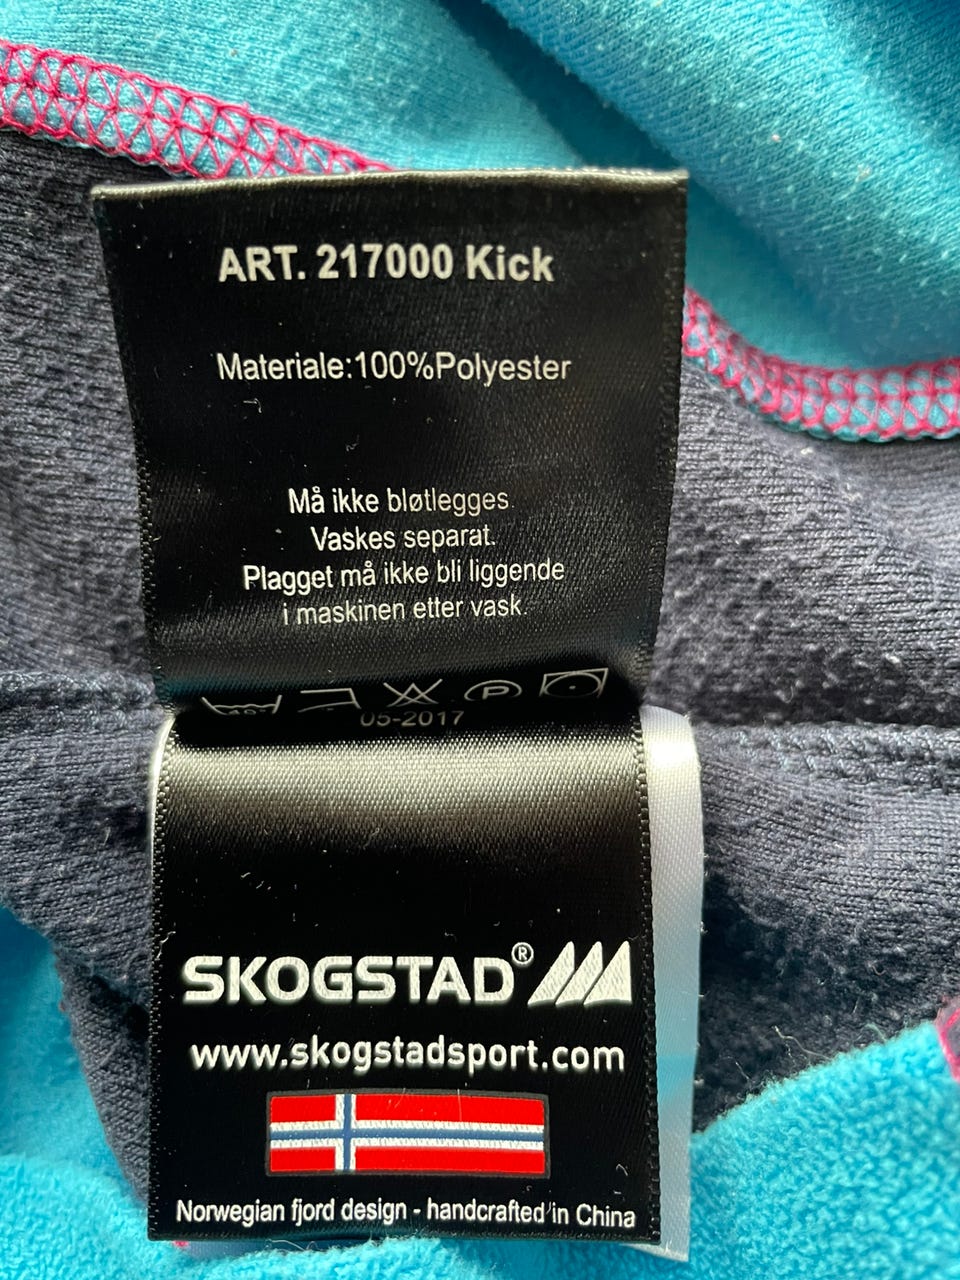 ART. 217000 Kick
Materiale:100%Polyester
Må ikke bløtlegges
Vaskes separat.
Plagget må ikke bli liggende
i maskinen etter vask.
40°
P
05-2017
SKOGSTAD®
www.skogstadsport.com
Norwegian fjord design - handcrafted in China